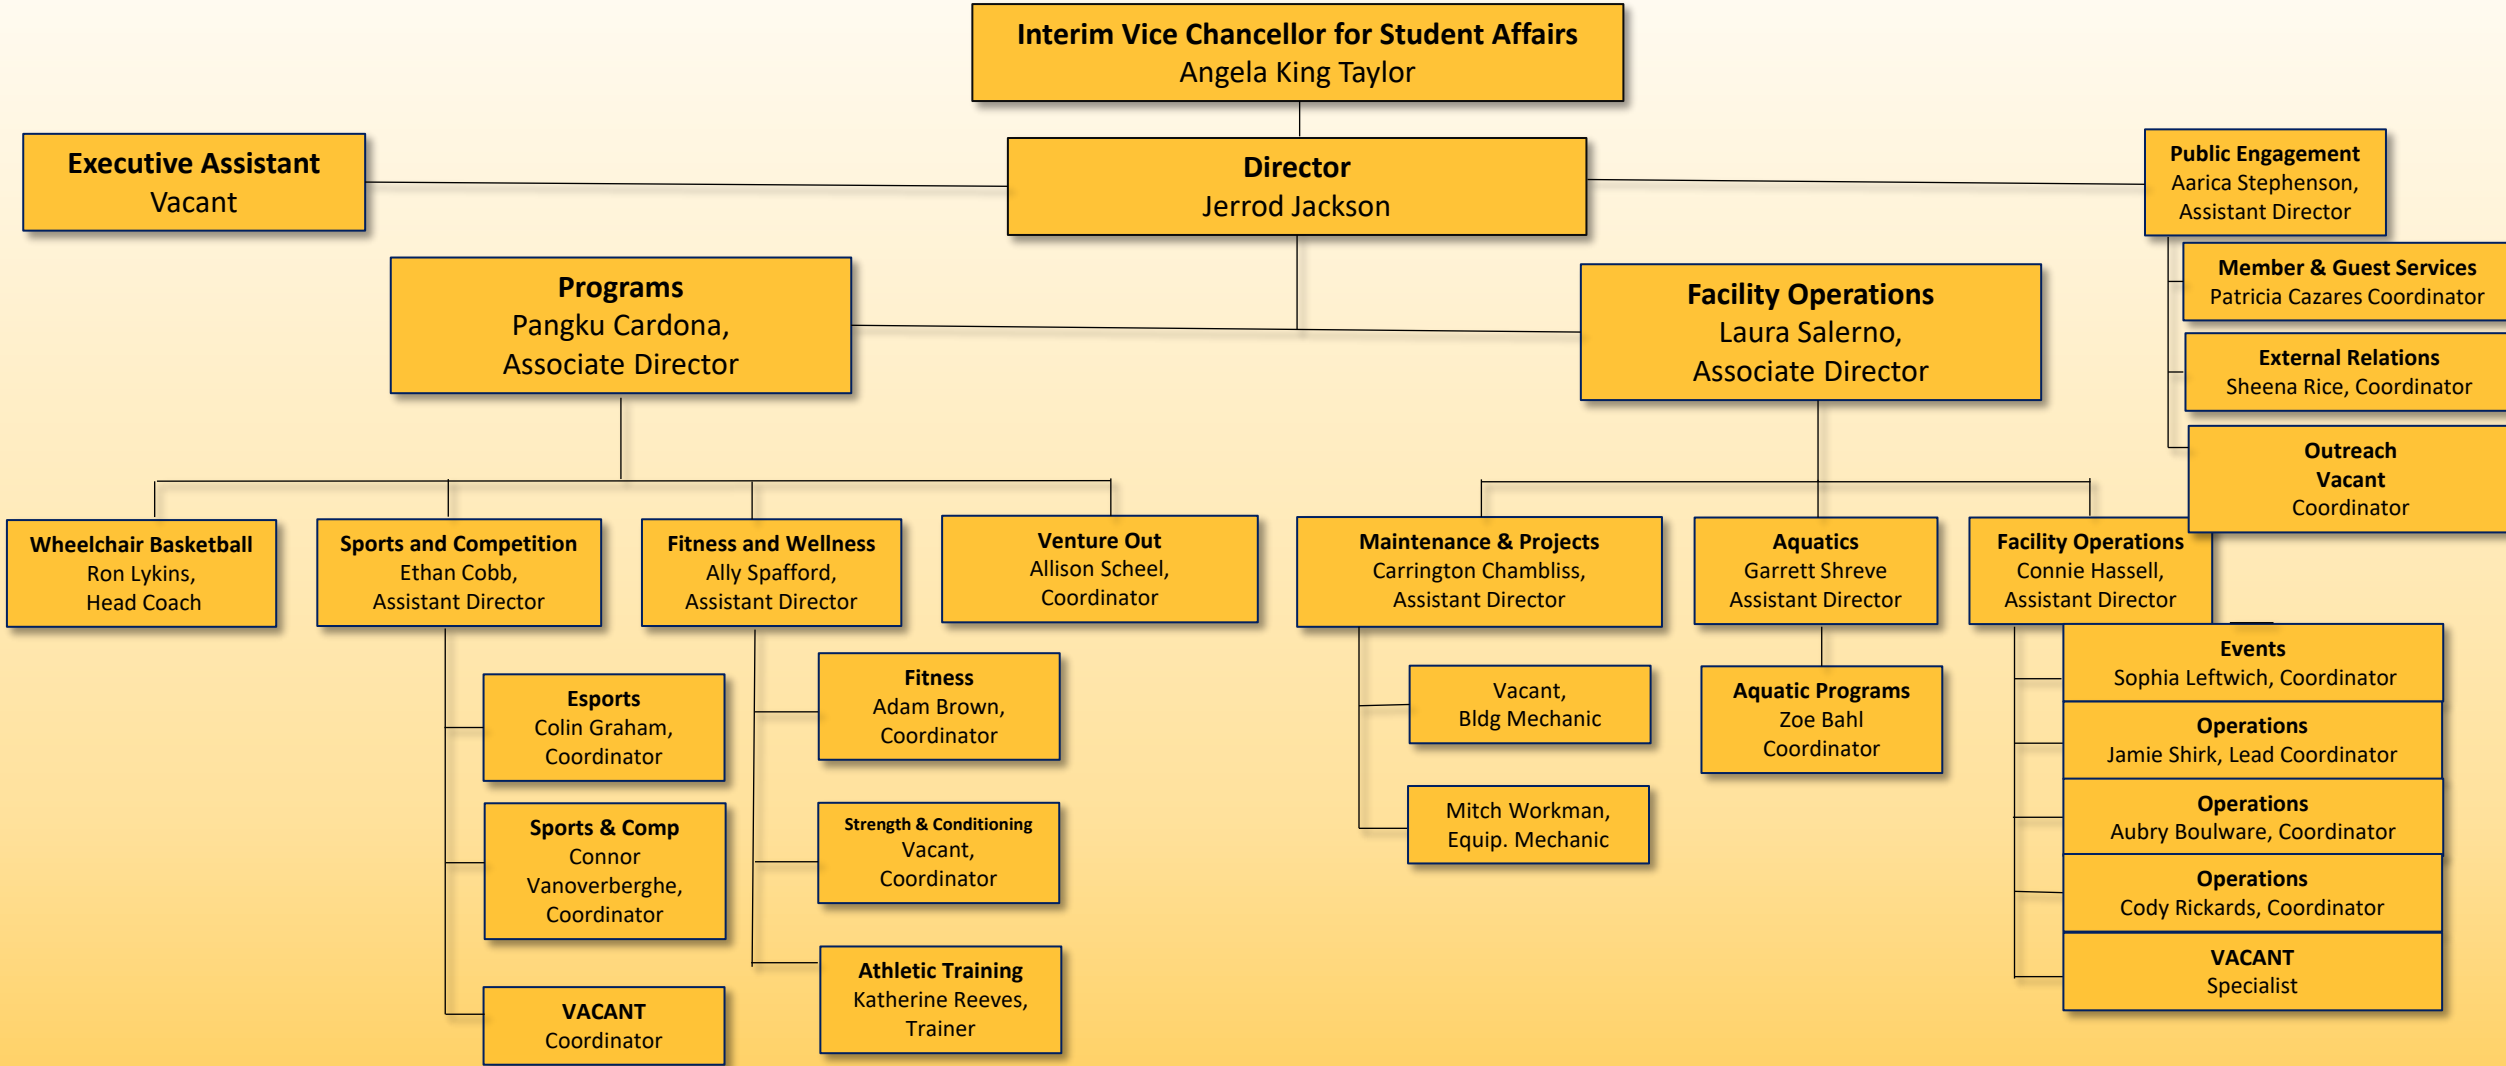 Interim Vice Chancellor for Student Affairs
Angela King Taylor
Executive Assistant
Vacant
Director
Jerrod Jackson
Public Engagement
Aarica Stephenson,
Assistant Director
Member & Guest Services
Patricia Cazares Coordinator
External Relations
Sheena Rice, Coordinator
Outreach
Vacant
Coordinator
Programs
Pangku Cardona,
Associate Director
Facility Operations
Laura Salerno,
Associate Director
Wheelchair Basketball
Ron Lykins,
Head Coach
Sports and Competition
Ethan Cobb,
Assistant Director
Esports
Colin Graham,
Coordinator
Sports & Comp
Connor
Vanoverberghe,
Coordinator
VACANT
Coordinator
Fitness and Wellness
Ally Spafford,
Assistant Director
Fitness
Adam Brown,
Coordinator
Strength & Conditioning
Vacant,
Coordinator
Athletic Training
Katherine Reeves,
Trainer
Venture Out
Allison Scheel,
Coordinator
Maintenance & Projects
Carrington Chambliss,
Assistant Director
Vacant,
Bldg Mechanic
Mitch Workman,
Equip. Mechanic
Aquatics
Garrett Shreve
Assistant Director
Aquatic Programs
Zoe Bahl
Coordinator
Facility Operations
Connie Hassell,
Assistant Director
Events
Sophia Leftwich, Coordinator
Operations
Jamie Shirk, Lead Coordinator
Operations
Aubry Boulware, Coordinator
Operations
Cody Rickards, Coordinator
VACANT
Specialist